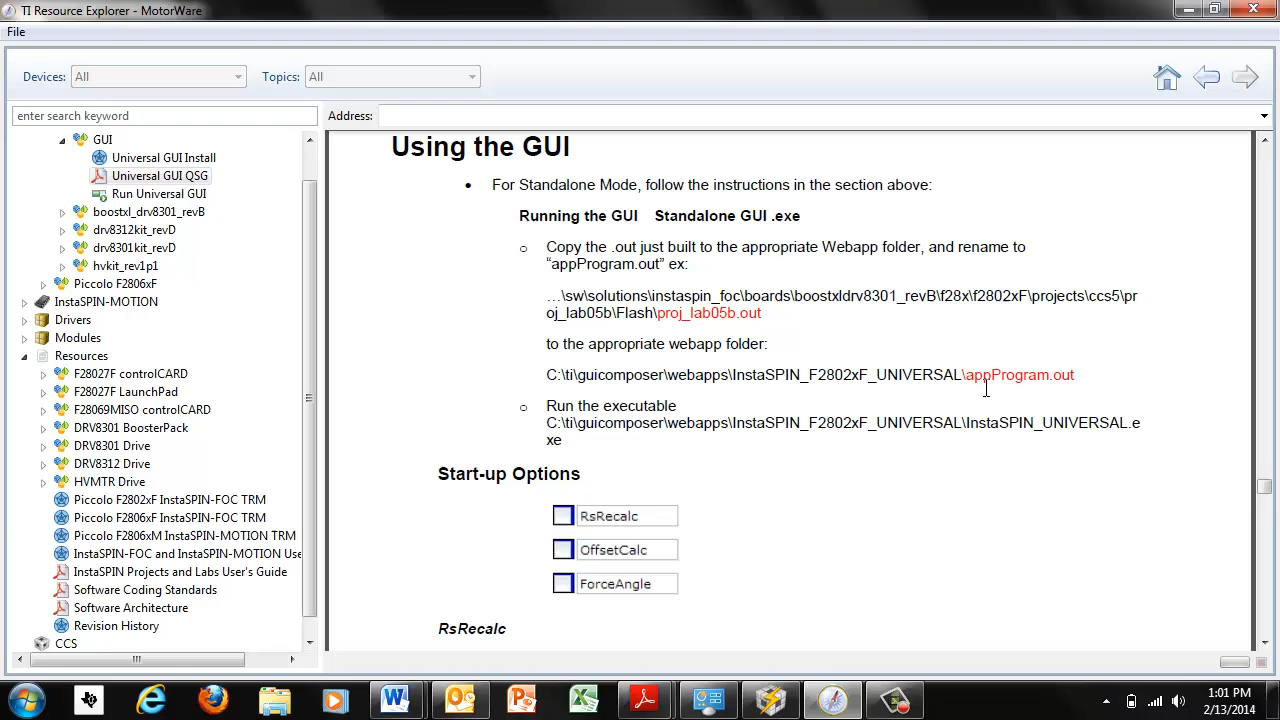 TI Resource Explorer - MotorWare
File
Devices: All
Topics: All
enter search keyword
Address:
GUI
Universal GUI Install
Universal GUI QSG
Run Universal GUI
boostxl_drv8301_revB
drv8312kit_revD
drv8301kit_revD
hvkit_rev1p1
Piccolo F2806xF
InstaSPIN-MOTION
Drivers
Modules
Resources
F28027F controlCARD
F28027F LaunchPad
F28069MISO controlCARD
DRV8301 BoosterPack
DRV8301 Drive
DRV8312 Drive
HVMTR Drive
Piccolo F2802xF InstaSPIN-FOC TRM
Piccolo F2806xF InstaSPIN-FOC TRM
Piccolo F2806xM InstaSPIN-MOTION TRM
InstaSPIN-FOC and InstaSPIN-MOTION Use
InstaSPIN Projects and Labs User's Guide
Software Coding Standards
Software Architecture
Revision History
CCS
Using the GUI
• For Standalone Mode, follow the instructions in the section above:
Running the GUI Standalone GUI .exe
o Copy the .out just built to the appropriate Webapp folder, and rename to
“appProgram.out” ex:
…\sw\solutions\instaspin_foc\boards\boostxldrv8301_revB\f28x\f2802xF\projects\ccs5\pr
oj_lab05b\Flash\proj_lab05b.out
to the appropriate webapp folder:
C:\ti\guicomposer\webapps\InstaSPIN_F2802xF_UNIVERSAL\appProgram.out
o Run the executable
C:\ti\guicomposer\webapps\InstaSPIN_F2802xF_UNIVERSAL\InstaSPIN_UNIVERSAL.e
xe
Start-up Options
RsRecalc
OffsetCalc
ForceAngle
RsRecalc
1:01 PM
2/13/2014